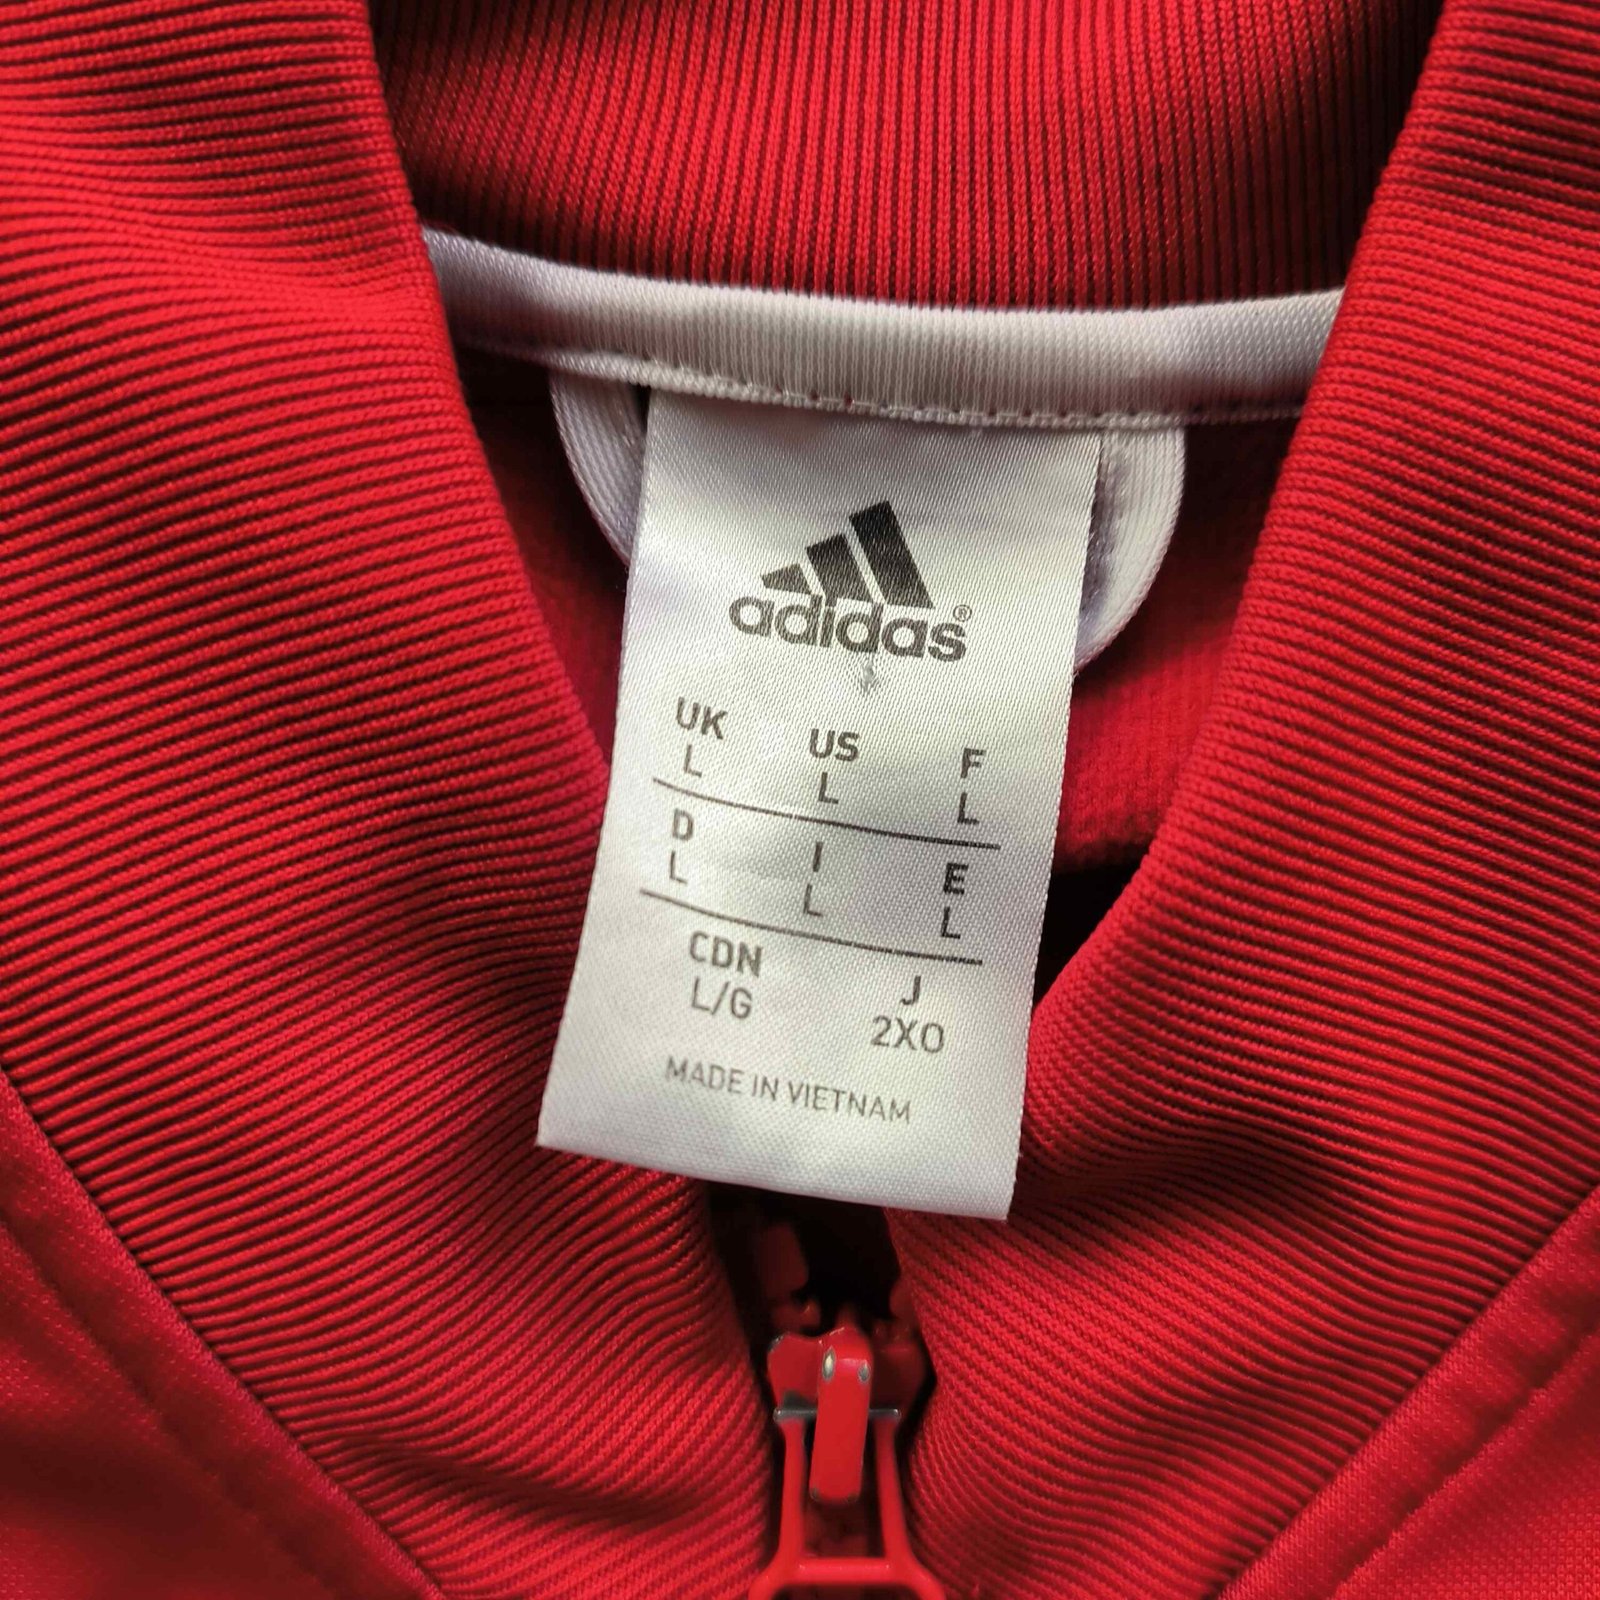 adidas®
UK US F
L L L
D I E
L L L
CDN J
L/G 2XO
MADE IN VIETNAM